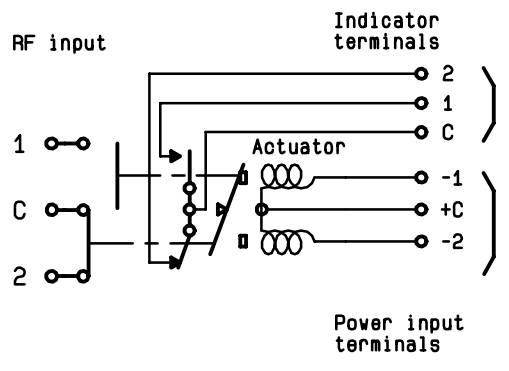 Indicator
terminals
RF input
2
1
C
1
Actuator
-1
C
+C
-2
2
Power input
terminals